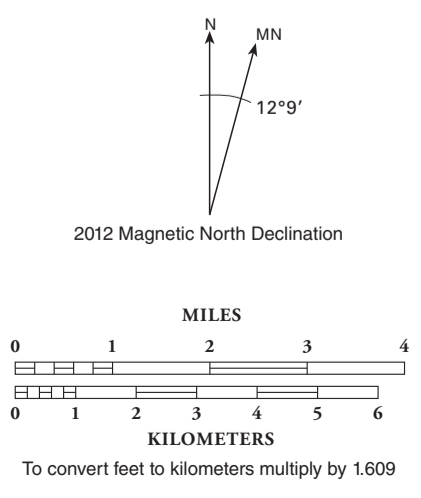 N
MN
12°9′
2012 Magnetic North Declination
MILES
0 1 2 3 4
0 1 2 3 4 5 6
KILOMETERS
To convert feet to kilometers multiply by 1.609